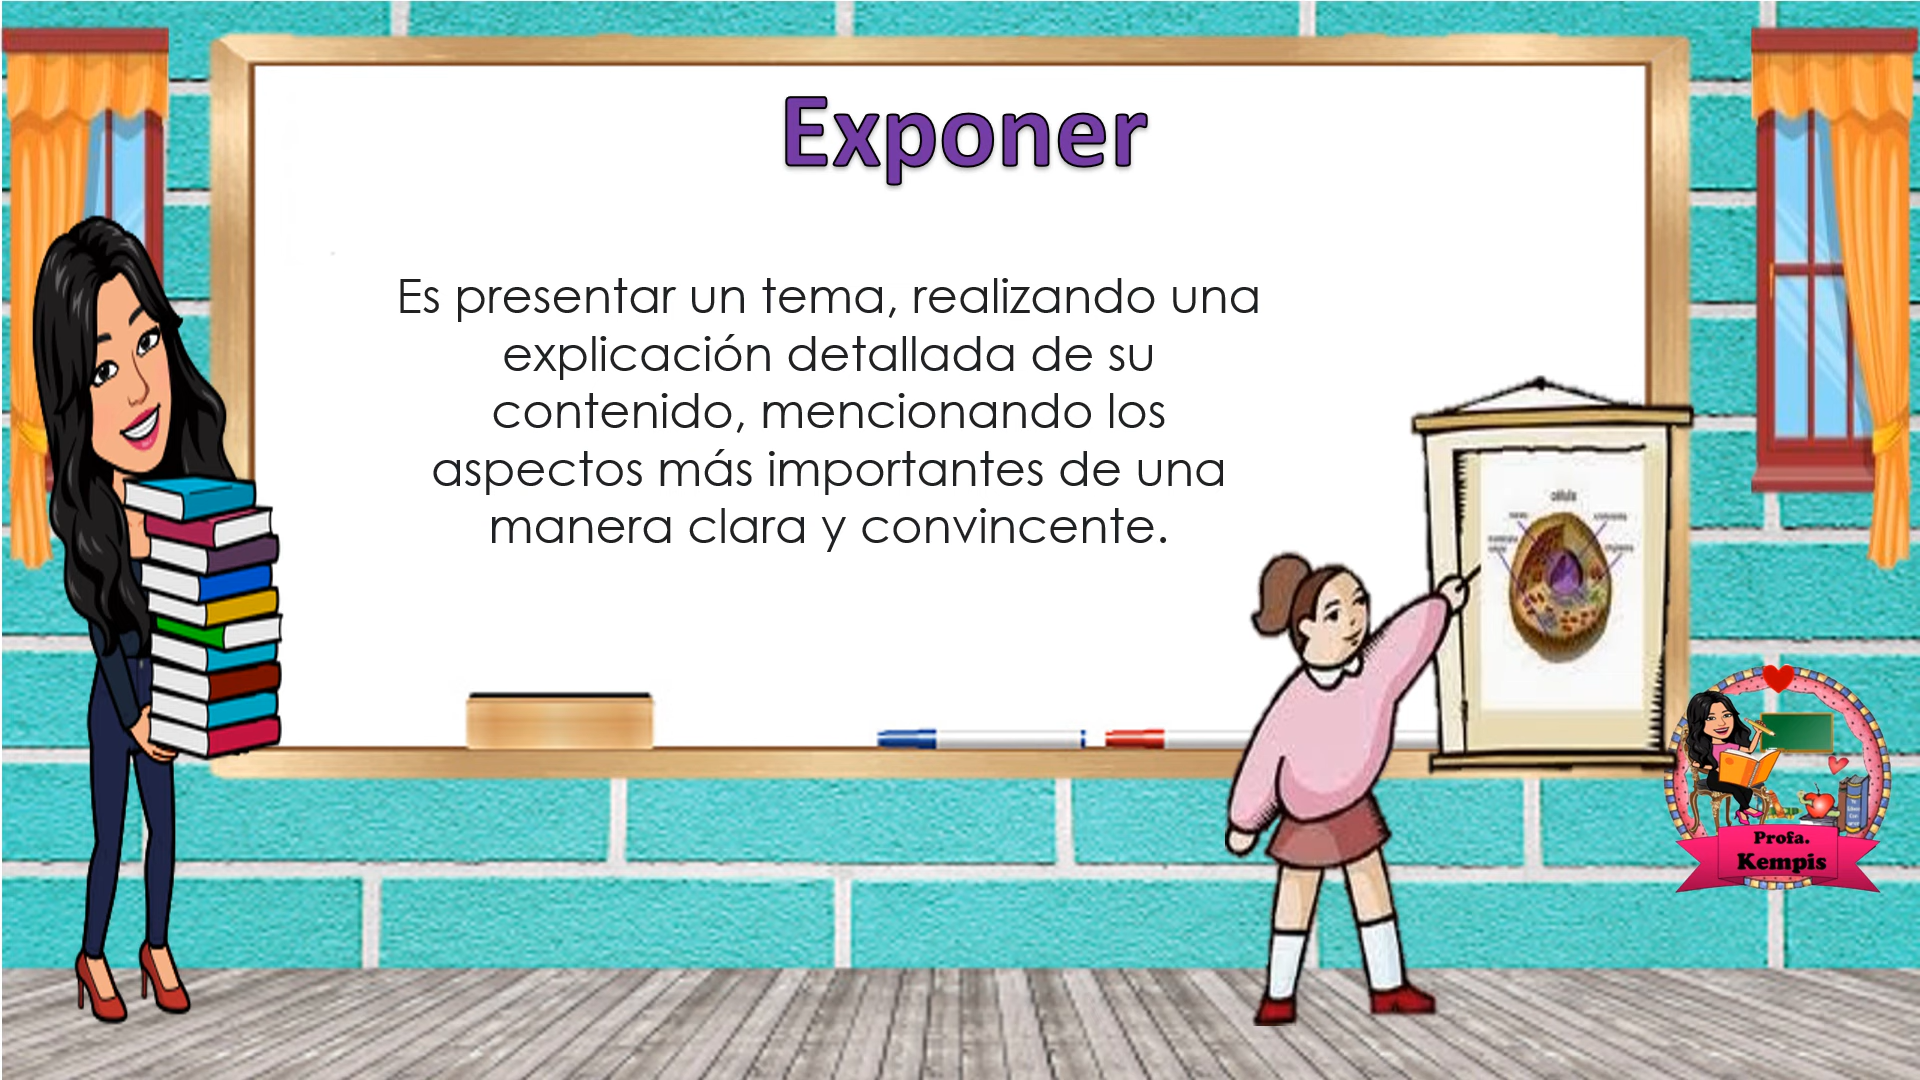 Exponer
Es presentar un tema, realizando una
explicación detallada de su
contenido, mencionando los
aspectos más importantes de una
manera clara y convincente.
célula
Profa.
Kempis